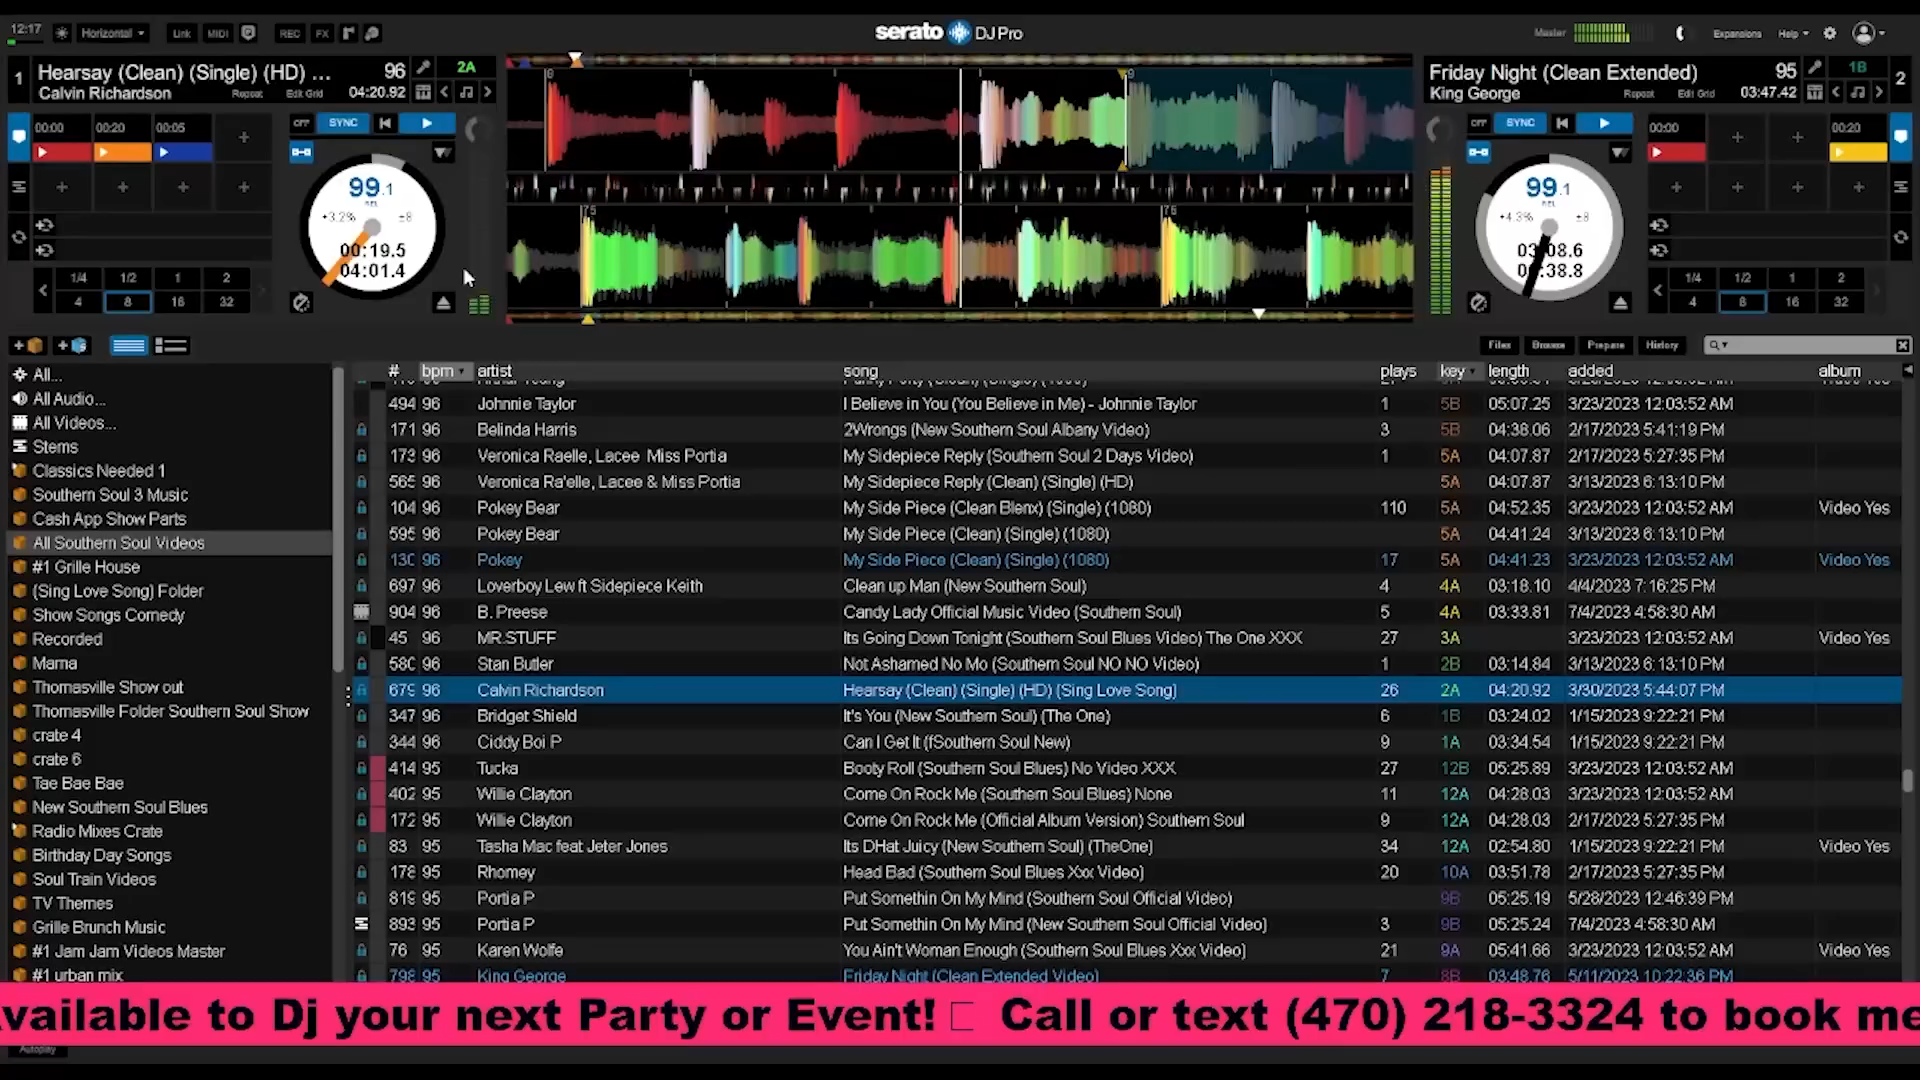 12:17 Horizontal Link MIDI REC FX serato DJ Pro Master Expansions Help
1 Hearsay (Clean) (Single) (HD) ... 96 2A
Calvin Richardson Repeat Edit Grid 04:20.92
Friday Night (Clean Extended) 95 1B 2
King George Repeat Edit Grid 03:47.42
00:00 00:20 00:05 OFF SYNC
99.1
REL
+3.2% ±8
00:19.5
04:01.4
1/4 1/2 1 2
4 8 16 32
75 76
OFF SYNC 00:00 00:20
99.1
REL
+4.3% ±8
03:08.6
00:38.8
1/4 1/2 1 2
4 8 16 32
Files Browse Prepare History
All...
All Audio...
All Videos...
Stems
Classics Needed 1
Southern Soul 3 Music
Cash App Show Parts
All Southern Soul Videos
#1 Grille House
(Sing Love Song) Folder
Show Songs Comedy
Recorded
Mama
Thomasville Show out
Thomasville Folder Southern Soul Show
crate 4
crate 6
Tae Bae Bae
New Southern Soul Blues
Radio Mixes Crate
Birthday Day Songs
Soul Train Videos
TV Themes
Grille Brunch Music
#1 Jam Jam Videos Master
#1 urban mix
# bpm artist song plays key length added album
494 96 Johnnie Taylor I Believe in You (You Believe in Me) - Johnnie Taylor 1 5B 05:07.25 3/23/2023 12:03:52 AM
171 96 Belinda Harris 2Wrongs (New Southern Soul Albany Video) 3 5B 04:36.06 2/17/2023 5:41:19 PM
173 96 Veronica Raelle, Lacee Miss Portia My Sidepiece Reply (Southern Soul 2 Days Video) 1 5A 04:07.87 2/17/2023 5:27:35 PM
565 96 Veronica Ra'elle, Lacee & Miss Portia My Sidepiece Reply (Clean) (Single) (HD) 5A 04:07.87 3/13/2023 6:13:10 PM
104 96 Pokey Bear My Side Piece (Clean Blenx) (Single) (1080) 110 5A 04:52.35 3/23/2023 12:03:52 AM Video Yes
595 96 Pokey Bear My Side Piece (Clean) (Single) (1080) 5A 04:41.24 3/13/2023 6:13:10 PM
130 96 Pokey My Side Piece (Clean) (Single) (1080) 17 5A 04:41.23 3/23/2023 12:03:52 AM Video Yes
697 96 Loverboy Lew ft Sidepiece Keith Clean up Man (New Southern Soul) 4 4A 03:18.10 4/4/2023 7:16:25 PM
904 96 B. Preese Candy Lady Official Music Video (Southern Soul) 5 4A 03:33.81 7/4/2023 4:58:30 AM
45 96 MR.STUFF Its Going Down Tonight (Southern Soul Blues Video) The One XXX 27 3A 3/23/2023 12:03:52 AM Video Yes
580 96 Stan Butler Not Ashamed No Mo (Southern Soul NO NO Video) 1 2B 03:14.84 3/13/2023 6:13:10 PM
679 96 Calvin Richardson Hearsay (Clean) (Single) (HD) (Sing Love Song) 26 2A 04:20.92 3/30/2023 5:44:07 PM
347 96 Bridget Shield It's You (New Southern Soul) (The One) 6 1B 03:24.02 1/15/2023 9:22:21 PM
344 96 Ciddy Boi P Can I Get It (fSouthern Soul New) 9 1A 03:34.54 1/15/2023 9:22:21 PM
414 95 Tucka Booty Roll (Southern Soul Blues) No Video XXX 27 12B 05:25.89 3/23/2023 12:03:52 AM
402 95 Willie Clayton Come On Rock Me (Southern Soul Blues) None 11 12A 04:28.03 3/23/2023 12:03:52 AM
172 95 Willie Clayton Come On Rock Me (Official Album Version) Southern Soul 9 12A 04:28.03 2/17/2023 5:27:35 PM
83 95 Tasha Mac feat Jeter Jones Its DHat Juicy (New Southern Soul) (TheOne) 34 12A 02:54.80 1/15/2023 9:22:21 PM Video Yes
178 95 Rhomey Head Bad (Southern Soul Blues Xxx Video) 20 10A 03:51.78 2/17/2023 5:27:35 PM
819 95 Portia P Put Somethin On My Mind (Southern Soul Official Video) 9B 05:25.19 5/28/2023 12:46:39 PM
893 95 Portia P Put Somethin On My Mind (New Southern Soul Official Video) 3 9B 05:25.24 7/4/2023 4:58:30 AM
76 95 Karen Wolfe You Ain't Woman Enough (Southern Soul Blues Xxx Video) 21 9A 05:41.66 3/23/2023 12:03:52 AM Video Yes
798 95 King George Friday Night (Clean Extended Video) 7 8B 03:48.76 5/11/2023 10:22:36 PM
vailable to Dj your next Party or Event! Call or text (470) 218-3324 to book me
Autoplay